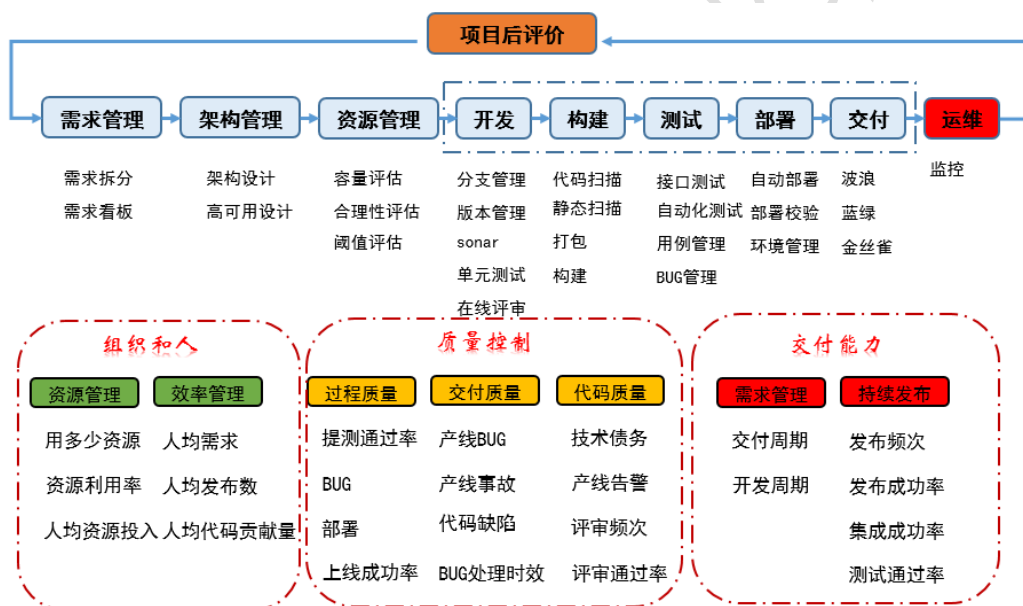 项目后评价
需求管理 架构管理 资源管理 开发 构建 测试 部署 交付 运维
需求拆分
需求看板
架构设计
高可用设计
容量评估
合理性评估
阈值评估
分支管理
版本管理
sonar
单元测试
在线评审
代码扫描
静态扫描
打包
构建
接口测试
自动化测试
用例管理
BUG管理
自动部署
部署校验
环境管理
波浪
蓝绿
金丝雀
监控
组织和人
资源管理
用多少资源
资源利用率
人均资源投入
效率管理
人均需求
人均发布数
人均代码贡献量
质量控制
过程质量
提测通过率
BUG
部署
上线成功率
交付质量
产线BUG
产线事故
代码缺陷
BUG处理时效
代码质量
技术债务
产线告警
评审频次
评审通过率
交付能力
需求管理
交付周期
开发周期
持续发布
发布频次
发布成功率
集成成功率
测试通过率